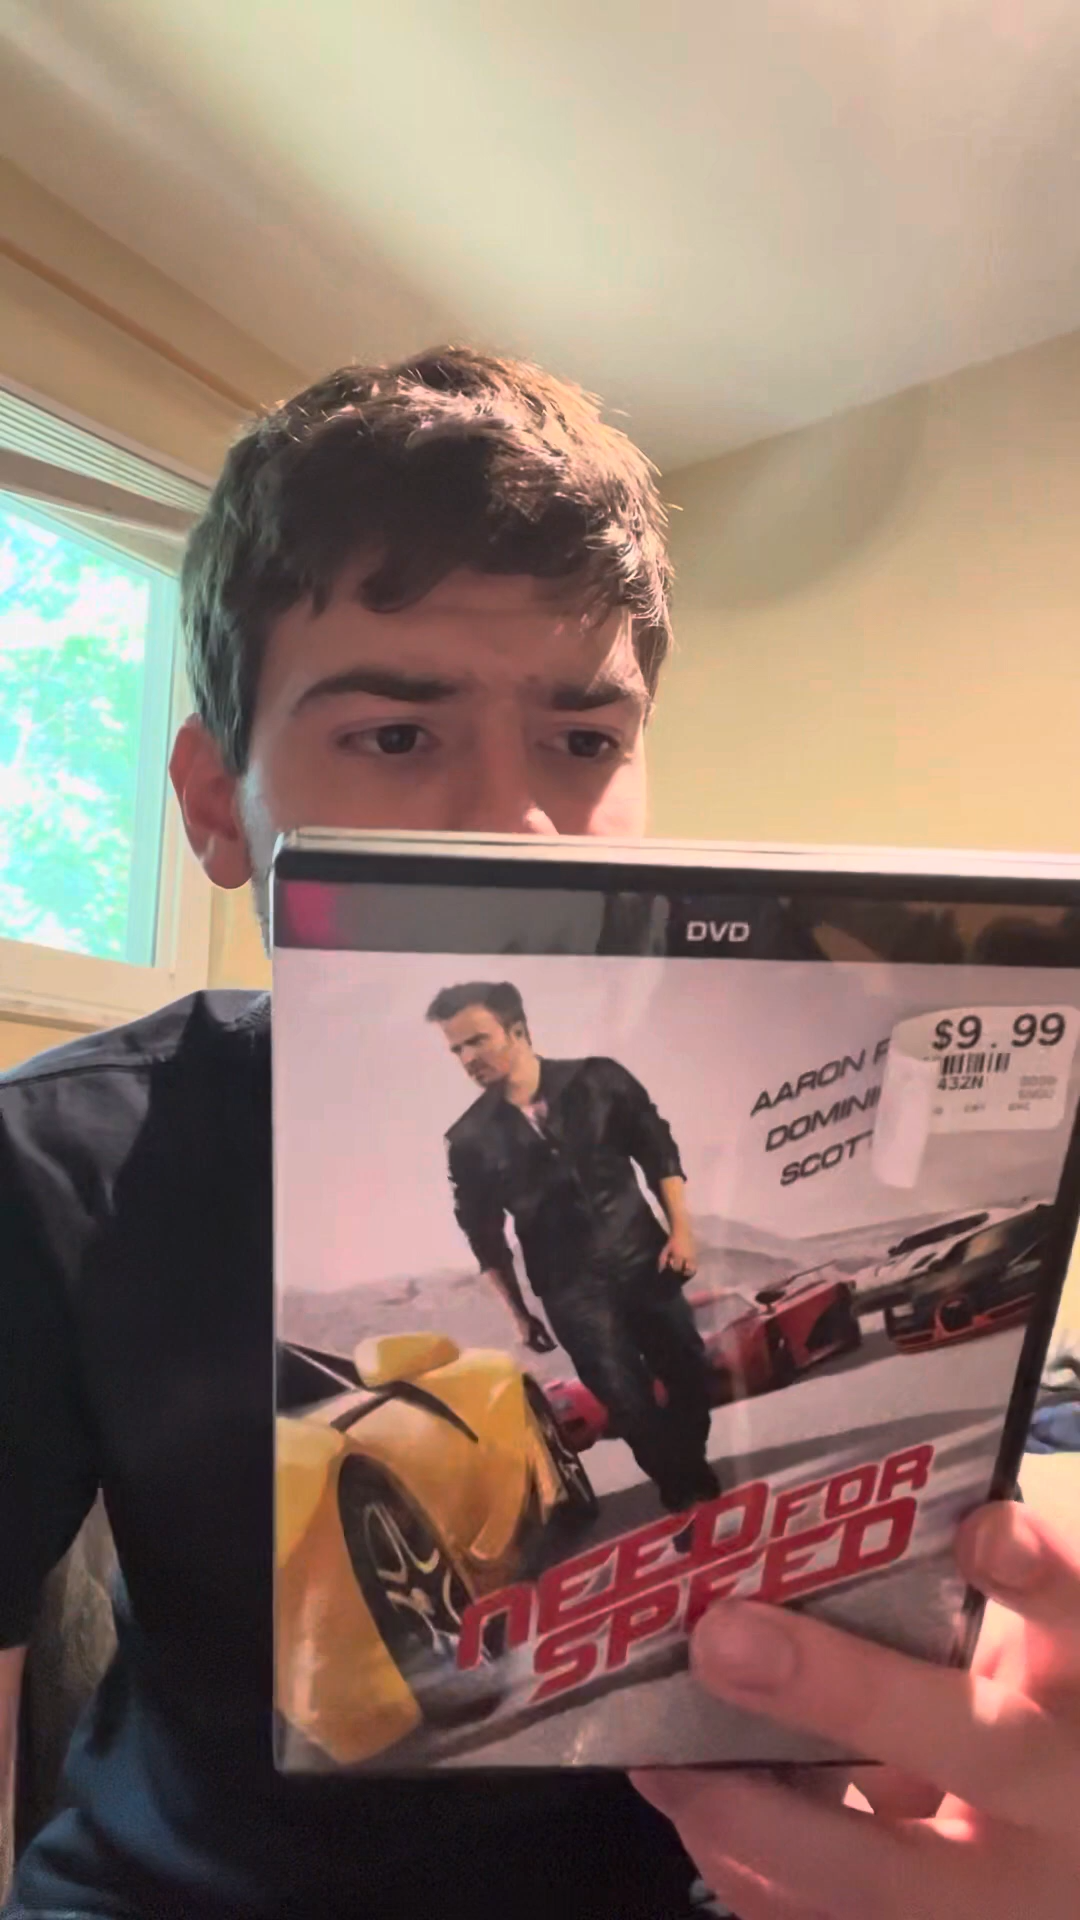 DVD
$9.99
432N
AARON
DOMINI
SCOTT
NEED FOR
SPEED